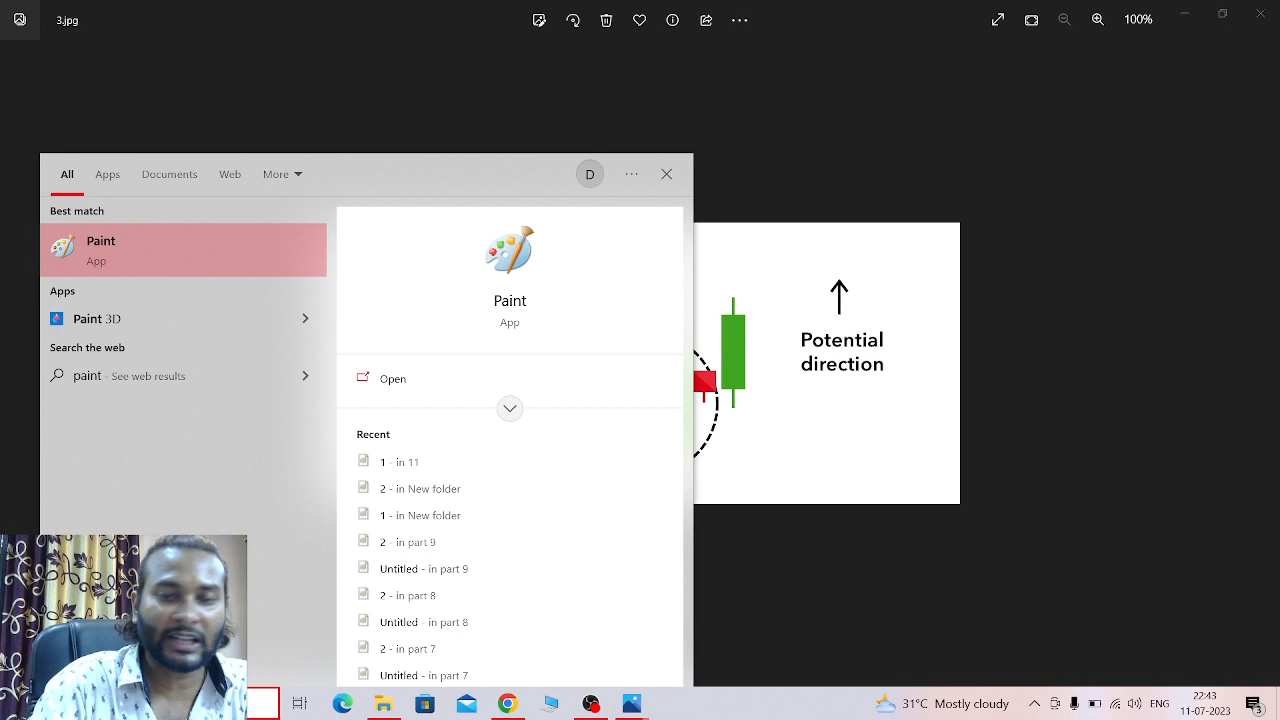 3.jpg
100%
All Apps Documents Web More
D
Best match
Paint
App
Apps
Paint 3D
Search the web
paint - See web results
Paint
App
Open
Recent
1 - in 11
2 - in New folder
1 - in New folder
2 - in part 9
Untitled - in part 9
2 - in part 8
Untitled - in part 8
2 - in part 7
Untitled - in part 7
Potential
direction
31°C Mostly cloudy
ENG
22:43
11-07-2023
3